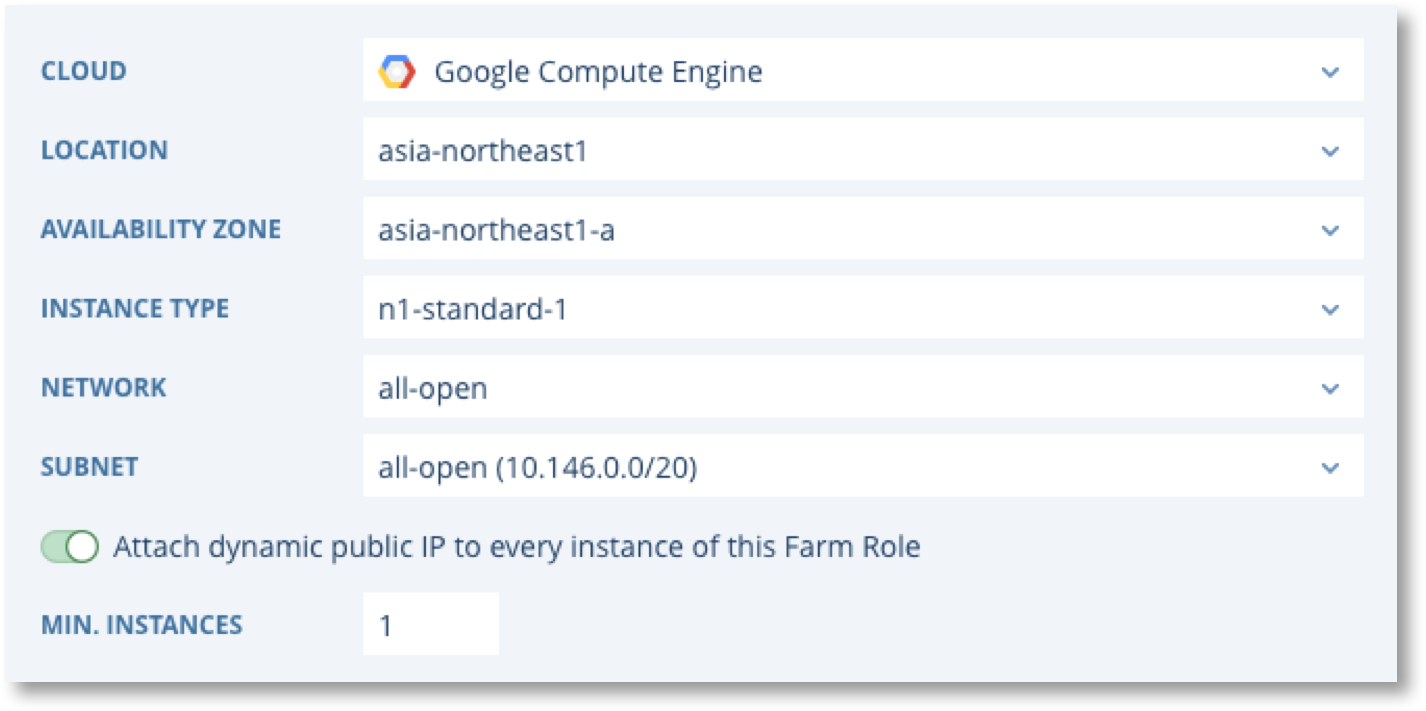 CLOUD Google Compute Engine
LOCATION asia-northeast1
AVAILABILITY ZONE asia-northeast1-a
INSTANCE TYPE n1-standard-1
NETWORK all-open
SUBNET all-open (10.146.0.0/20)
Attach dynamic public IP to every instance of this Farm Role
MIN. INSTANCES 1